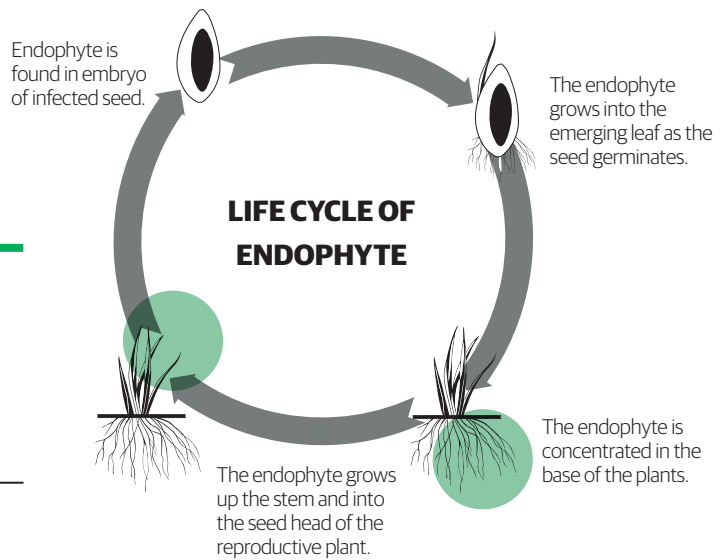 Endophyte is
found in embryo
of infected seed.
The endophyte
grows into the
emerging leaf as the
seed germinates.
LIFE CYCLE OF
ENDOPHYTE
The endophyte is
concentrated in the
base of the plants.
The endophyte grows
up the stem and into
the seed head of the
reproductive plant.